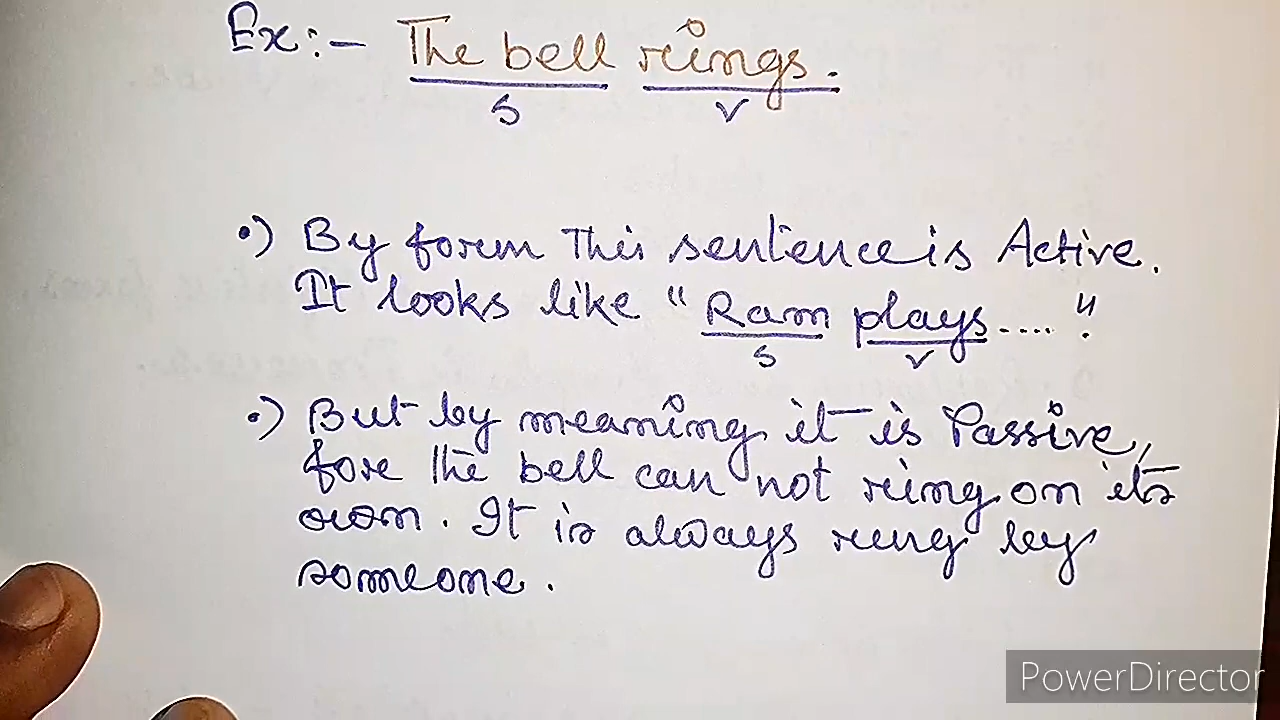 Ex:- The bell rings.
S V
•) By form This sentence is Active.
It looks like "Ram plays...."
S V
•) But by meaning it is Passive,
for the bell can not ring on its
own. It is always rung by
someone.
PowerDirector